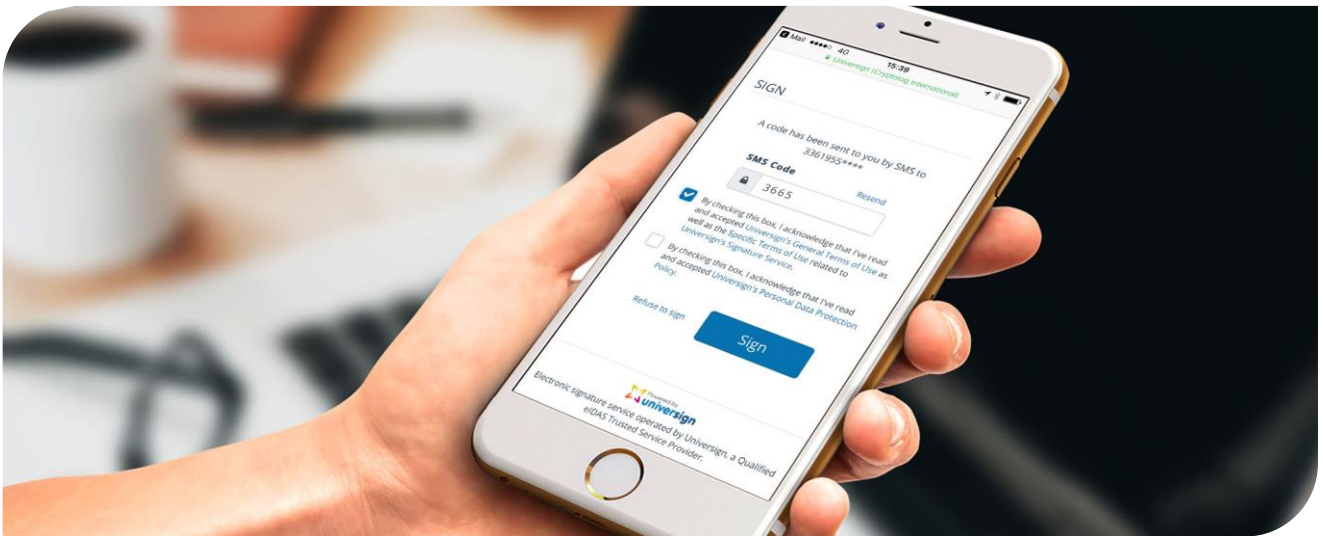 Mail 4G
15:39
Universign (Cryptolog International)
SIGN
A code has been sent to you by SMS to
3361955****
SMS Code
3665
Resend
By checking this box, I acknowledge that I've read
and accepted Universign's General Terms of Use as
well as the Specific Terms of Use related to
Universign's Signature Service.
By checking this box, I acknowledge that I've read
and accepted Universign's Personal Data Protection
Policy.
Refuse to sign
Sign
Powered by
universign
Electronic signature service operated by Universign, a Qualified
eIDAS Trusted Service Provider.